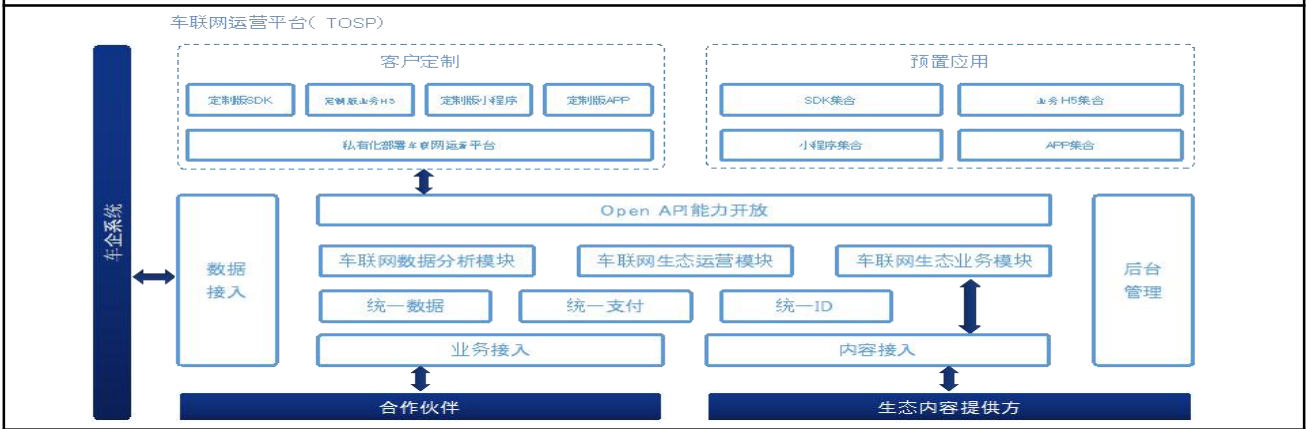 车联网运营平台( TOSP)
客户定制
预置应用
定制版SDK
定制版业务H5
定制版小程序
定制版APP
SDK集合
业务H5集合
私有化部署车联网运营平台
小程序集合
APP集合
车企系统
Open API能力开放
数据
接入
车联网数据分析模块
车联网生态运营模块
车联网生态业务模块
后台
管理
统一数据
统一支付
统一ID
业务接入
内容接入
合作伙伴
生态内容提供方